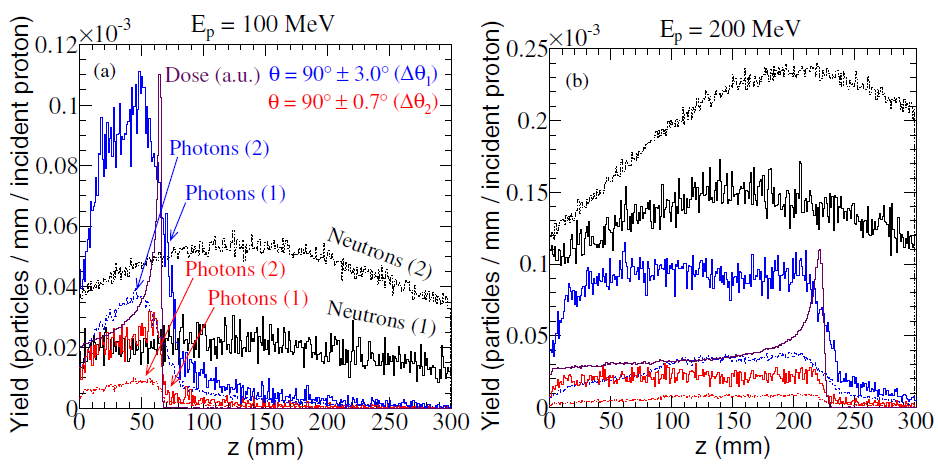 E_p = 100 MeV
×10^-3
0.12
0.1
0.08
0.06
0.04
0.02
0
(a)
Dose (a.u.)
θ = 90° ± 3.0° (Δθ_1)
θ = 90° ± 0.7° (Δθ_2)
Photons (2)
Photons (1)
Neutrons (2)
Photons (2)
Photons (1)
Neutrons (1)
0 50 100 150 200 250 300
z (mm)
Yield (particles / mm / incident proton)
E_p = 200 MeV
×10^-3
0.25
0.2
0.15
0.1
0.05
0
(b)
0 50 100 150 200 250 300
z (mm)
Yield (particles / mm / incident proton)